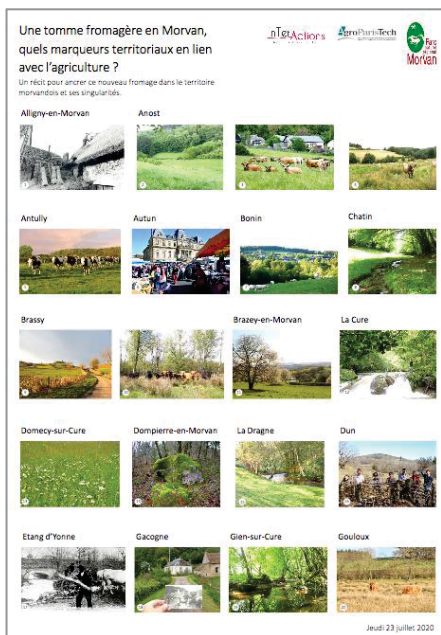 Une tomme fromagère en Morvan,
quels marqueurs territoriaux en lien
avec l’agriculture ?
Un récit pour ancrer ce nouveau fromage dans le territoire
morvandois et ses singularités.
AgroParisTech
Morvan
Alligny-en-Morvan
Anost
Antully
Autun
Bonin
Chatin
Brassy
Brazey-en-Morvan
La Cure
Domecy-sur-Cure
Dompierre-en-Morvan
La Dragne
Dun
Etang d’Yonne
Gacogne
Gien-sur-Cure
Gouloux
Jeudi 23 juillet 2020